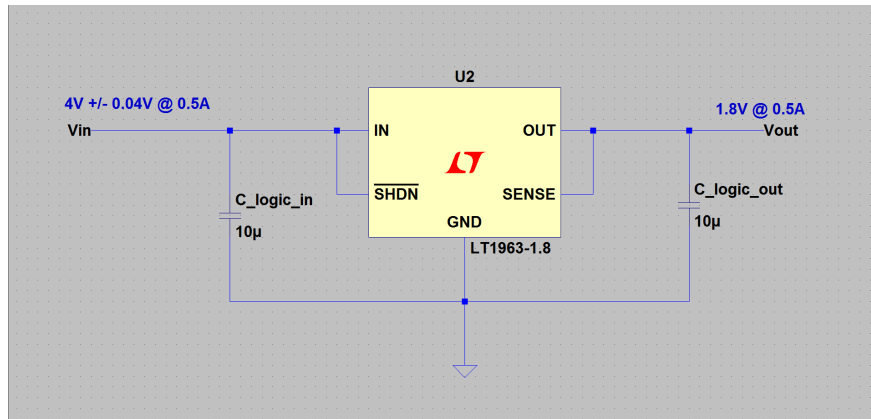 U2
4V +/- 0.04V @ 0.5A
1.8V @ 0.5A
Vin
IN
OUT
Vout
SHDN
SENSE
C_logic_in
10µ
C_logic_out
10µ
GND
LT1963-1.8